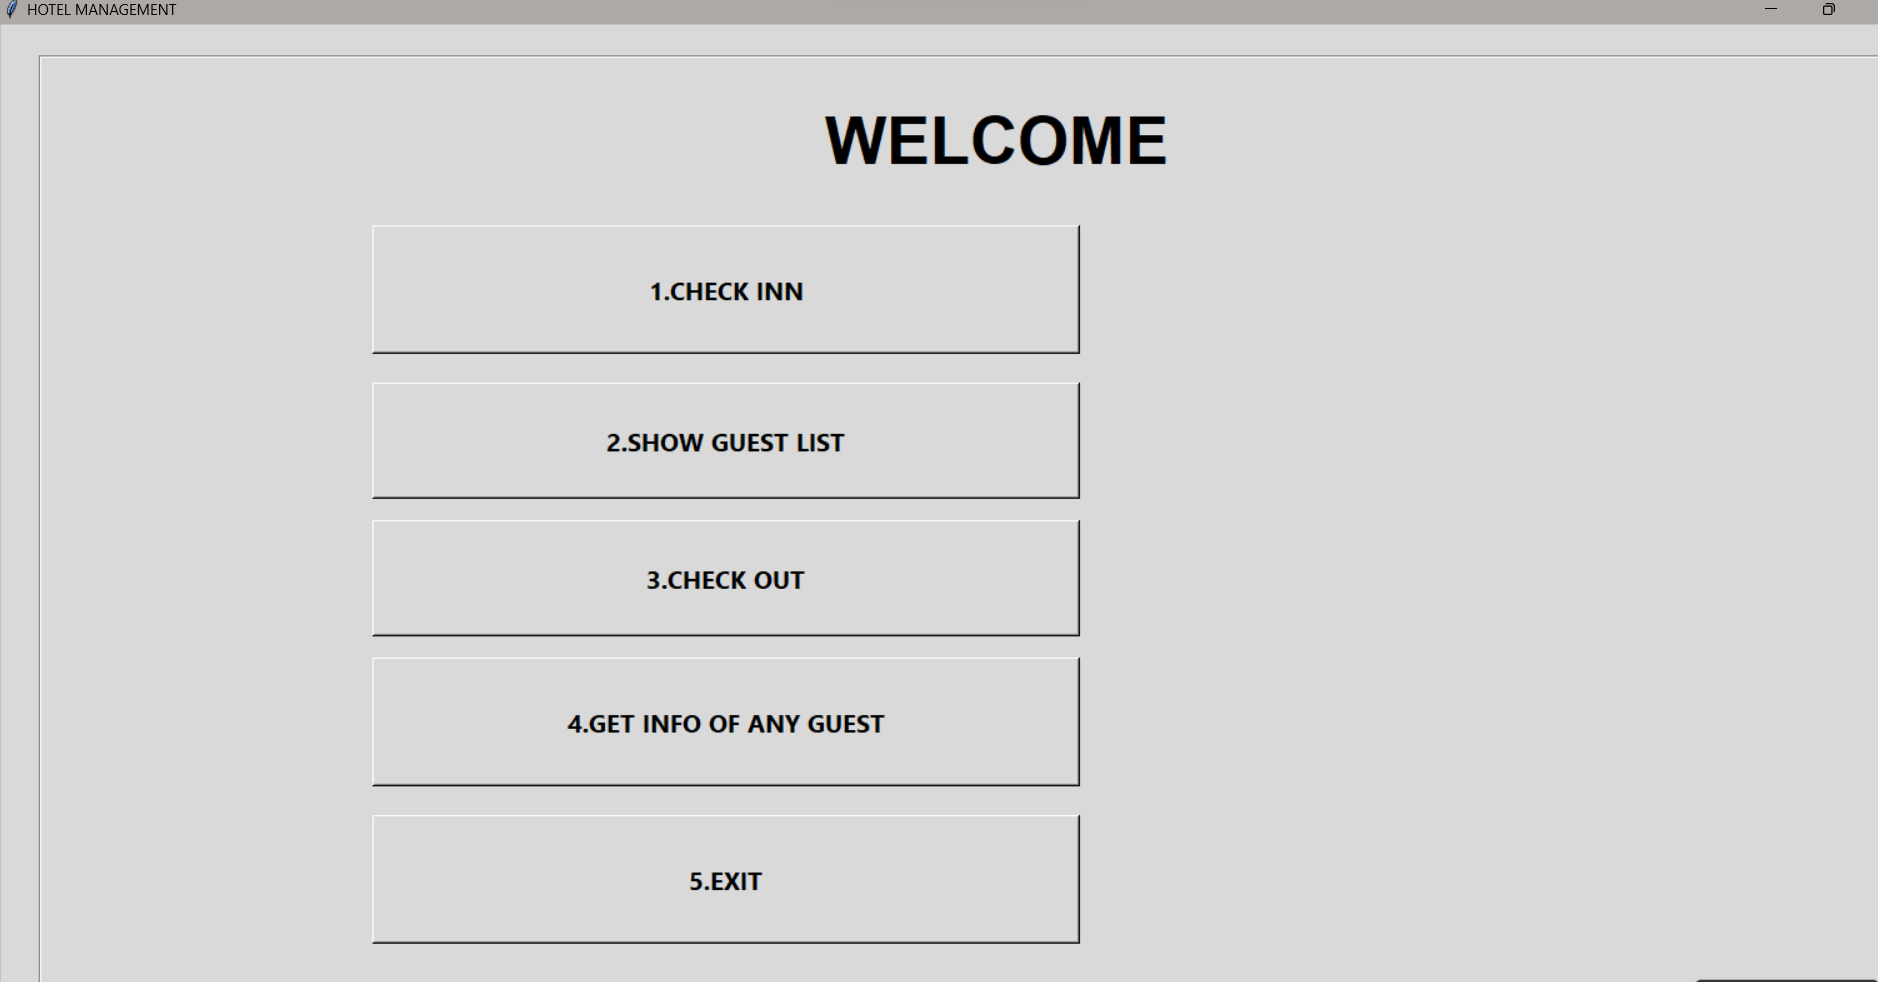 HOTEL MANAGEMENT
WELCOME
1.CHECK INN
2.SHOW GUEST LIST
3.CHECK OUT
4.GET INFO OF ANY GUEST
5.EXIT